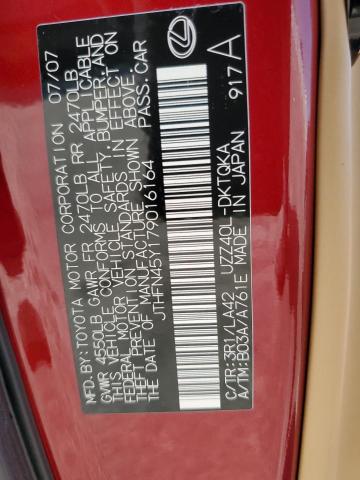 MFD.BY:TOYOTA MOTOR CORPORATION 07/07
GVWR 4550LB GAWR FR 2470LB RR 2470LB
THIS VEHICLE CONFORMS TO ALL APPLICABLE
FEDERAL MOTOR VEHICLE SAFETY, BUMPER, AND
THEFT PREVENTION STANDARDS IN EFFECT ON
THE DATE OF MANUFACTURE SHOWN ABOVE.
JTHFN45Y179016164 PASS.CAR
C/TR:3R1/LA42 UZZ40L-DKTQKA
A/TM:B03A/A761E MADE IN JAPAN 917 A